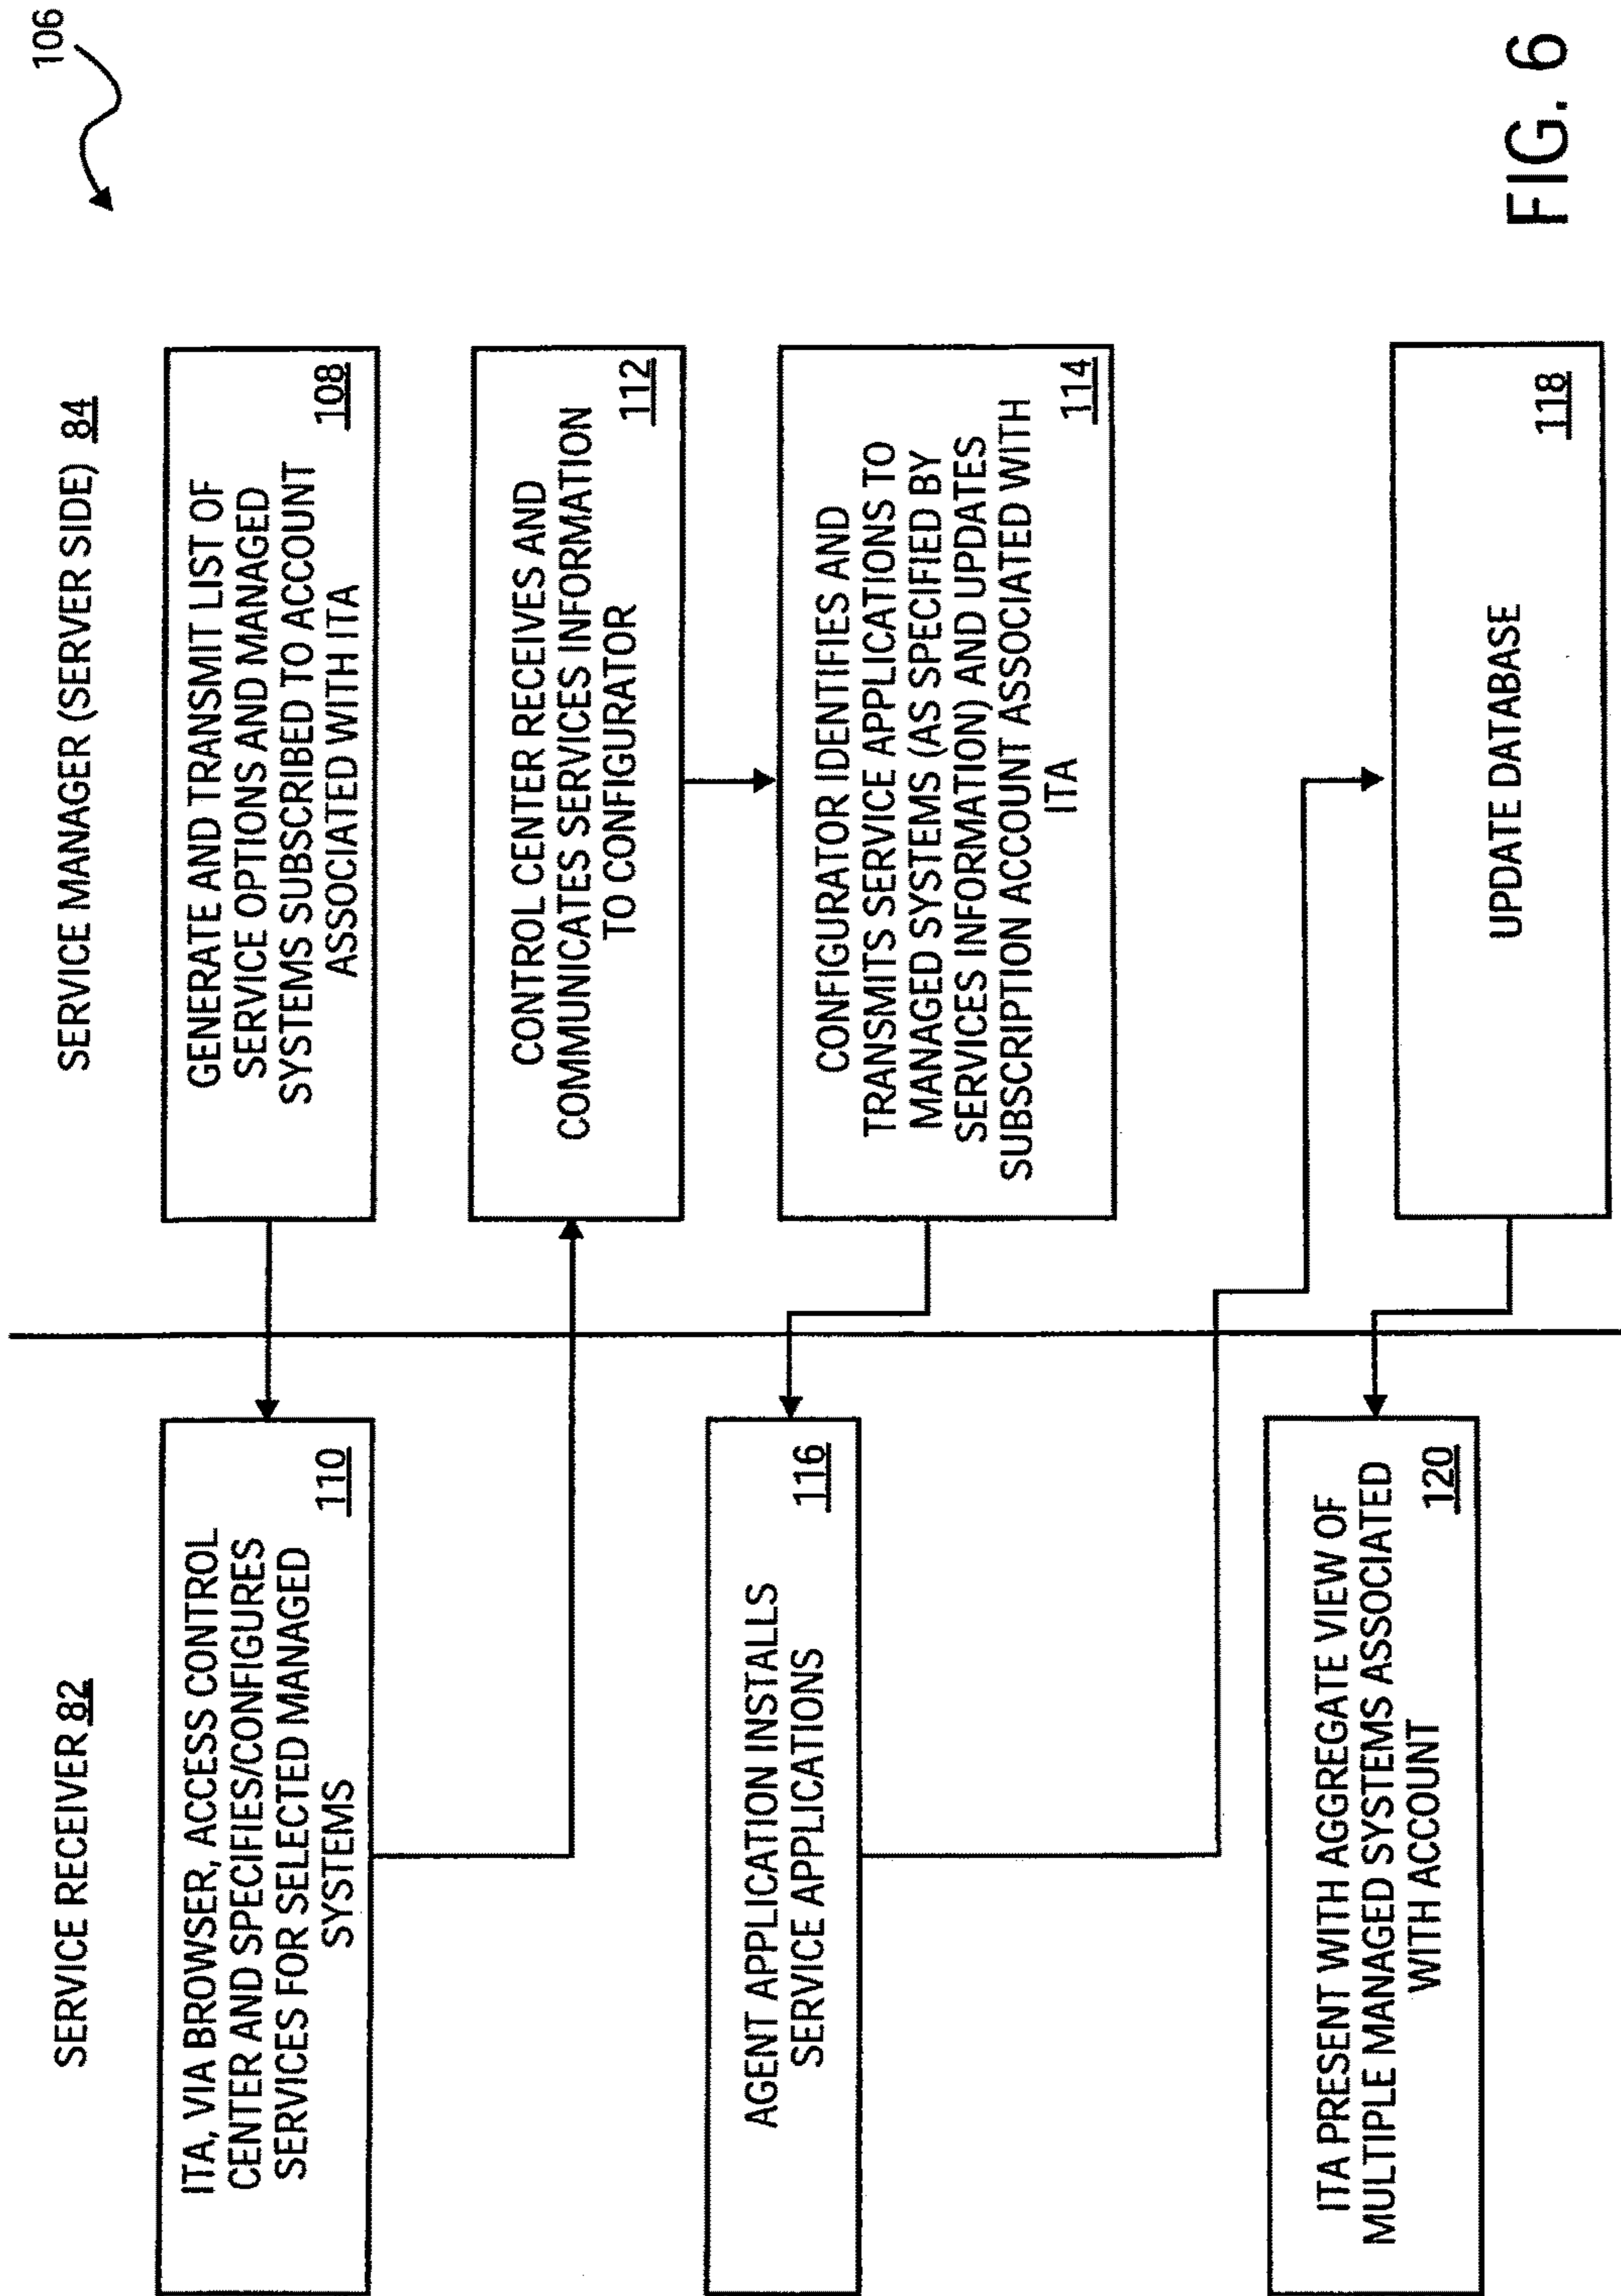 106
SERVICE RECEIVER 82
SERVICE MANAGER (SERVER SIDE) 84
GENERATE AND TRANSMIT LIST OF
SERVICE OPTIONS AND MANAGED
SYSTEMS SUBSCRIBED TO ACCOUNT
ASSOCIATED WITH ITA
108
ITA, VIA BROWSER, ACCESS CONTROL
CENTER AND SPECIFIES/CONFIGURES
SERVICES FOR SELECTED MANAGED
SYSTEMS
110
CONTROL CENTER RECEIVES AND
COMMUNICATES SERVICES INFORMATION
TO CONFIGURATOR
112
CONFIGURATOR IDENTIFIES AND
TRANSMITS SERVICE APPLICATIONS TO
MANAGED SYSTEMS (AS SPECIFIED BY
SERVICES INFORMATION) AND UPDATES
SUBSCRIPTION ACCOUNT ASSOCIATED WITH
ITA
114
AGENT APPLICATION INSTALLS
SERVICE APPLICATIONS
116
UPDATE DATABASE
118
ITA PRESENT WITH AGGREGATE VIEW OF
MULTIPLE MANAGED SYSTEMS ASSOCIATED
WITH ACCOUNT
120
FIG. 6